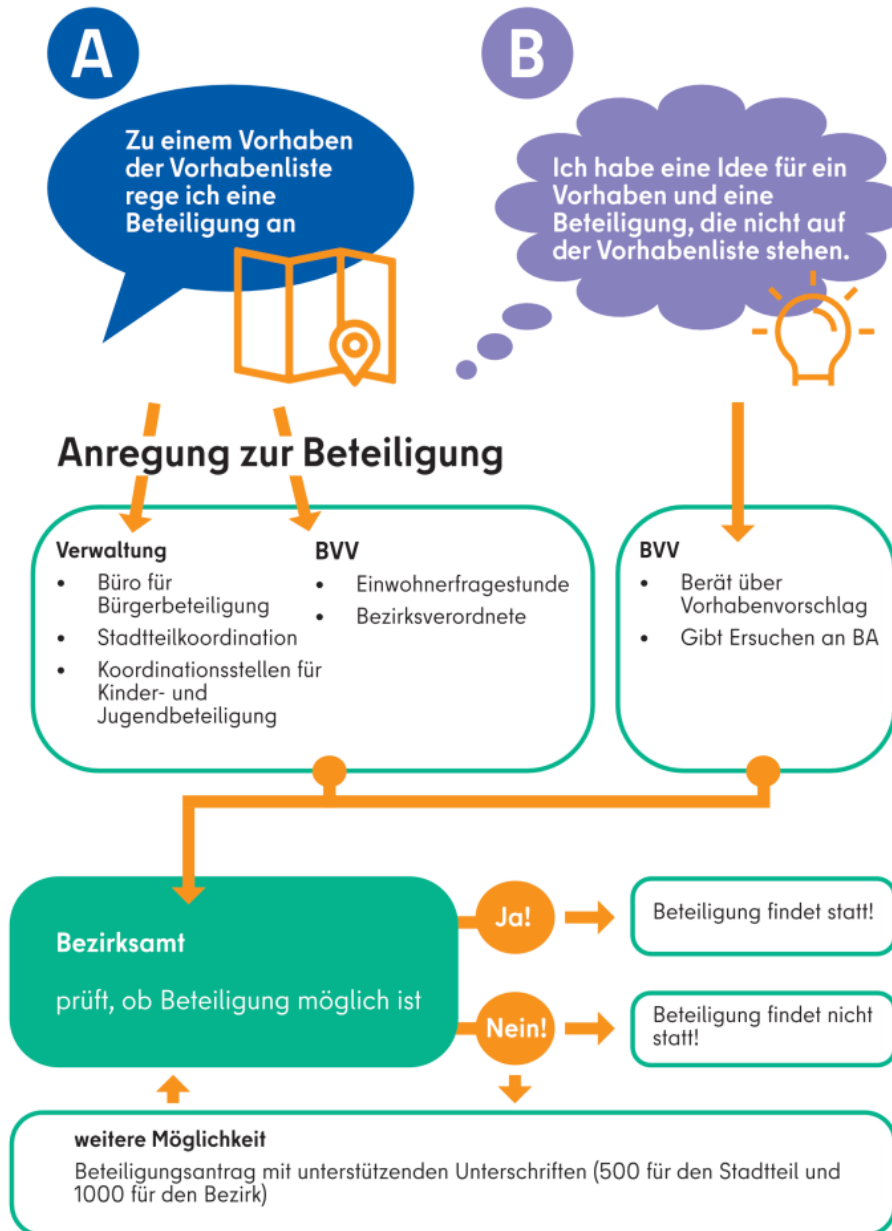 A
Zu einem Vorhaben
der Vorhabenliste
rege ich eine
Beteiligung an
B
Ich habe eine Idee für ein
Vorhaben und eine
Beteiligung, die nicht auf
der Vorhabenliste stehen.
Anregung zur Beteiligung
Verwaltung
• Büro für
Bürgerbeteiligung
• Stadtteilkoordination
• Koordinationsstellen für
Kinder- und
Jugendbeteiligung
BVV
• Einwohnerfragestunde
• Bezirksverordnete
BVV
• Berät über
Vorhabenvorschlag
• Gibt Ersuchen an BA
Bezirksamt
prüft, ob Beteiligung möglich ist
Ja!
Beteiligung findet statt!
Nein!
Beteiligung findet nicht
statt!
weitere Möglichkeit
Beteiligungsantrag mit unterstützenden Unterschriften (500 für den Stadtteil und
1000 für den Bezirk)